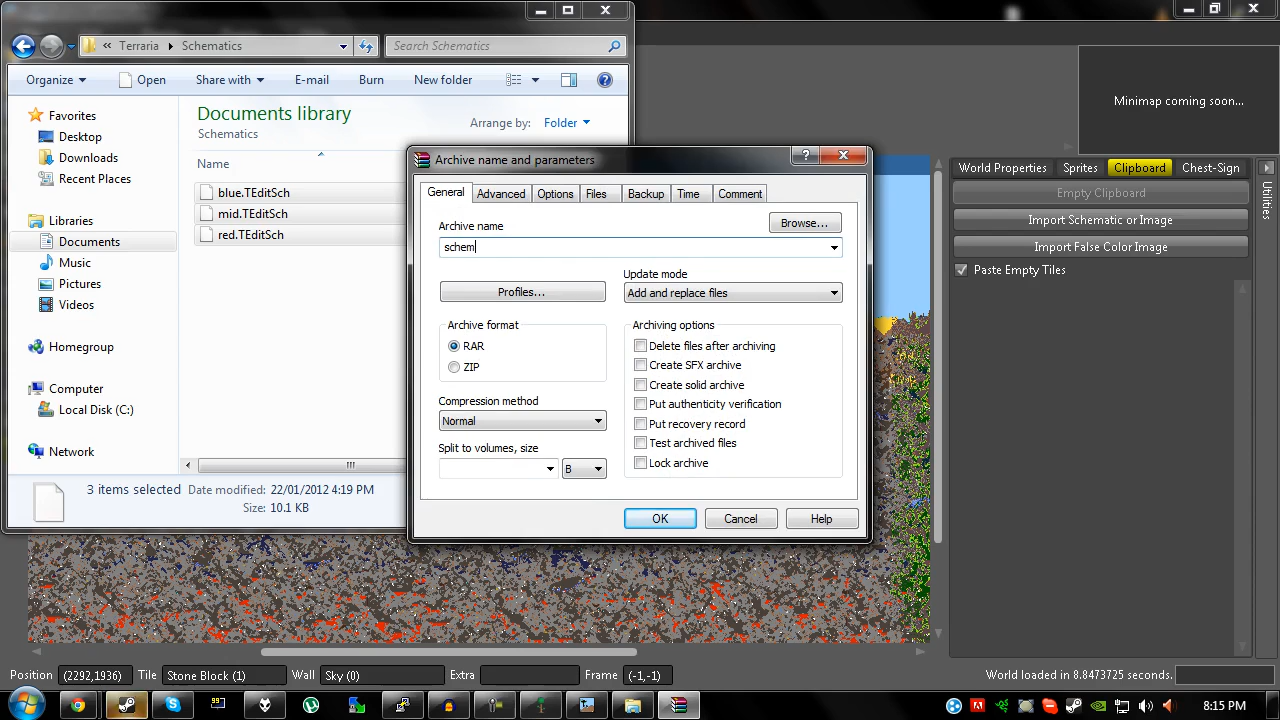 « Terraria ▸ Schematics
Search Schematics
Organize
Open
Share with
E-mail
Burn
New folder
?
Favorites
Desktop
Downloads
Recent Places
Libraries
Documents
Music
Pictures
Videos
Homegroup
Computer
Local Disk (C:)
Network
Documents library
Schematics
Arrange by:
Folder
Name
blue.TEditSch
mid.TEditSch
red.TEditSch
3 items selected
Date modified: 22/01/2012 4:19 PM
Size: 10.1 KB
Archive name and parameters
?
General
Advanced
Options
Files
Backup
Time
Comment
Archive name
Browse...
schem
Profiles...
Update mode
Add and replace files
Archive format
RAR
ZIP
Compression method
Normal
Split to volumes, size
B
Archiving options
Delete files after archiving
Create SFX archive
Create solid archive
Put authenticity verification
Put recovery record
Test archived files
Lock archive
OK
Cancel
Help
Minimap coming soon...
World Properties
Sprites
Clipboard
Chest-Sign
Utilities
Empty Clipboard
Import Schematic or Image
Import False Color Image
Paste Empty Tiles
Position
(2292,1936)
Tile
Stone Block (1)
Wall
Sky (0)
Extra
Frame
(-1,-1)
World loaded in 8.8473725 seconds.
8:15 PM